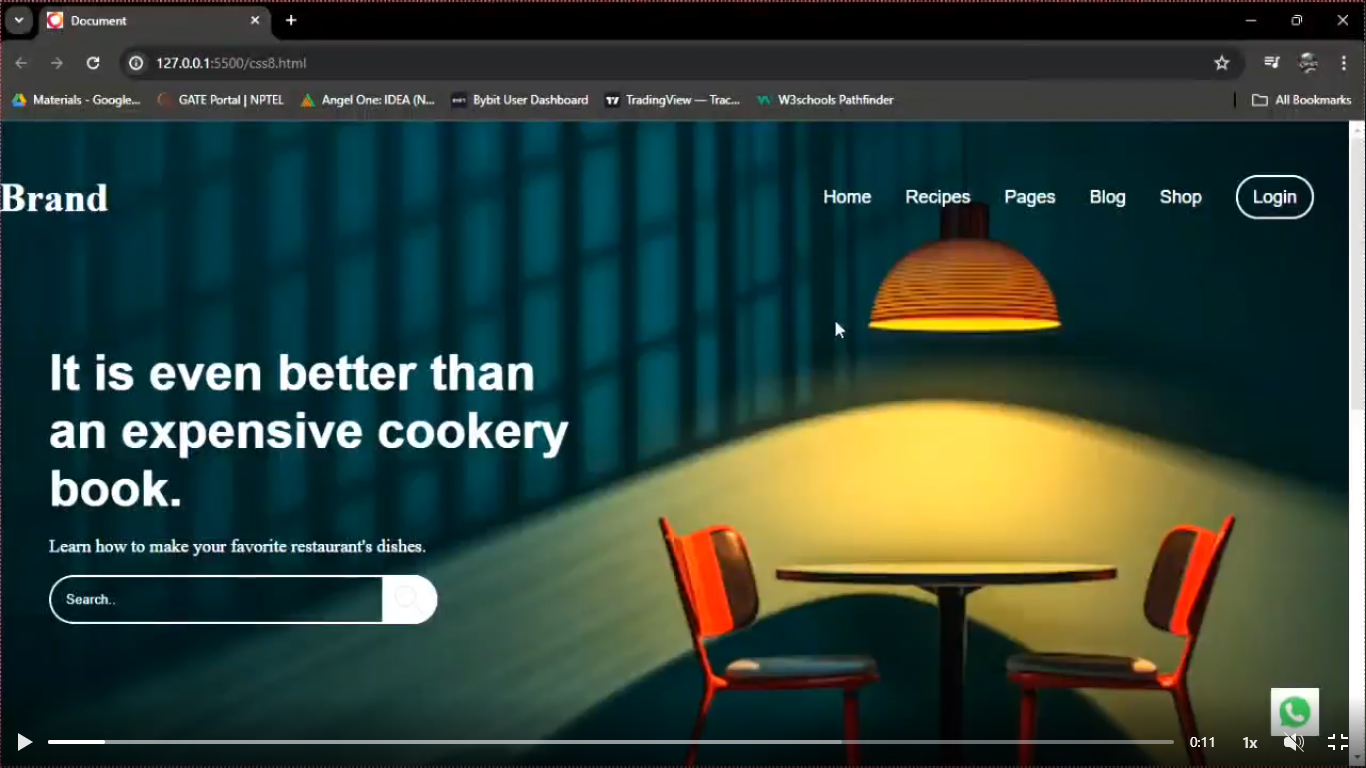 Document
127.0.0.1:5500/css8.html
Materials - Google...
GATE Portal | NPTEL
Angel One: IDEA (N...
Bybit User Dashboard
TradingView — Trac...
W3schools Pathfinder
All Bookmarks
Brand
Home
Recipes
Pages
Blog
Shop
Login
It is even better than
an expensive cookery
book.
Learn how to make your favorite restaurant's dishes.
Search..
0:11
1x